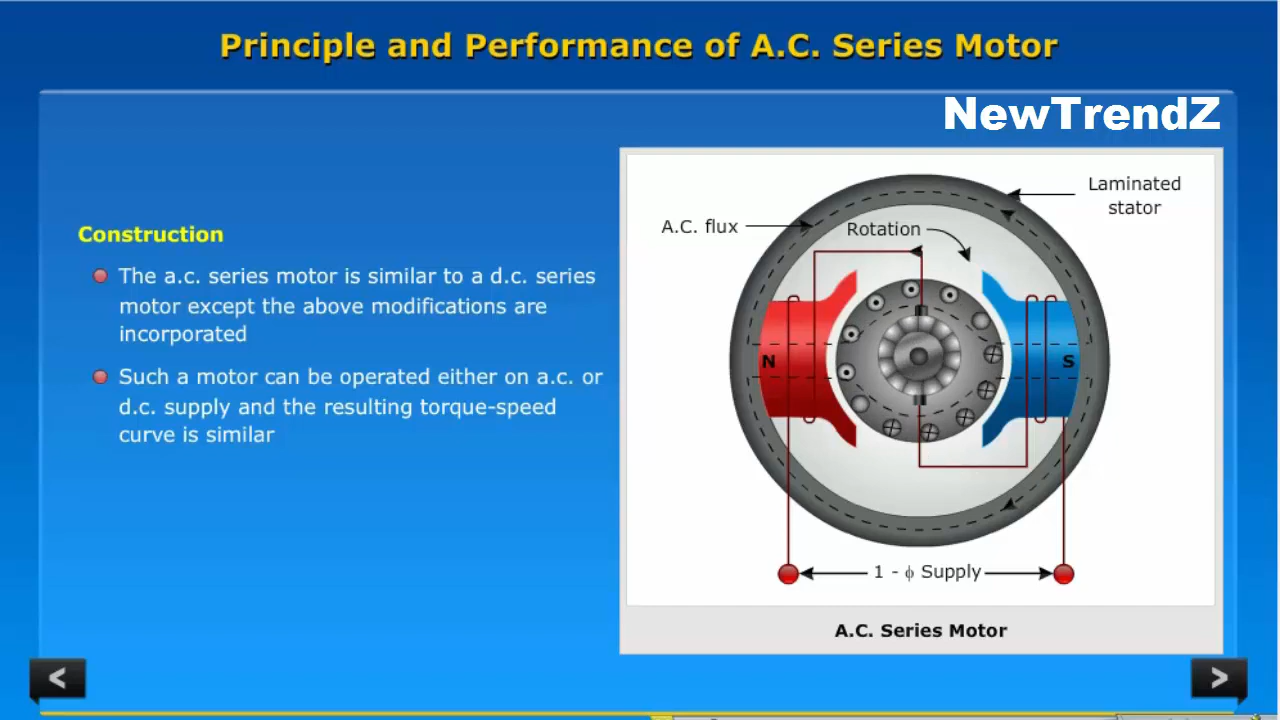 Principle and Performance of A.C. Series Motor
NewTrendZ
Construction
The a.c. series motor is similar to a d.c. series
motor except the above modifications are
incorporated
Such a motor can be operated either on a.c. or
d.c. supply and the resulting torque-speed
curve is similar
Laminated
stator
A.C. flux
Rotation
N
S
1 - ϕ Supply
A.C. Series Motor
<
>